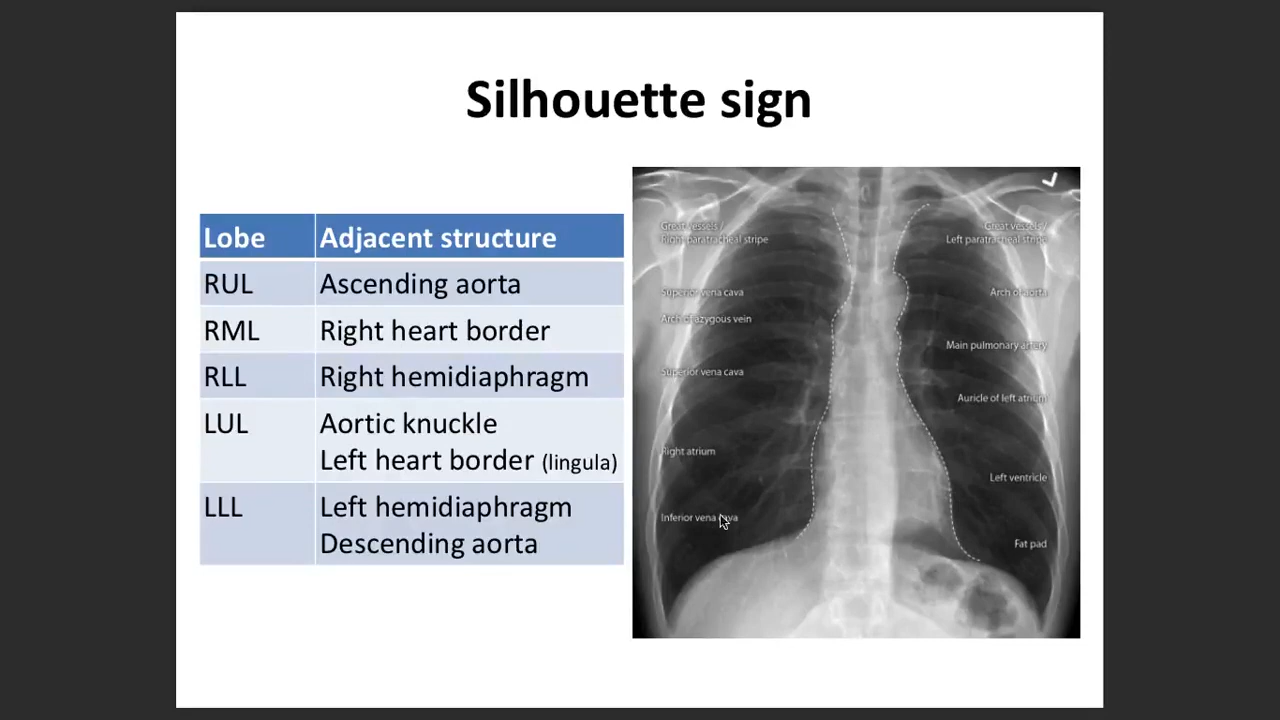 Silhouette sign
Lobe Adjacent structure
RUL Ascending aorta
RML Right heart border
RLL Right hemidiaphragm
LUL Aortic knuckle
Left heart border (lingula)
LLL Left hemidiaphragm
Descending aorta
Great vessels /
Right paratracheal stripe
Superior vena cava
Arch of azygous vein
Superior vena cava
Right atrium
Inferior vena cava
Great vessels /
Left paratracheal stripe
Arch of aorta
Main pulmonary artery
Auricle of left atrium
Left ventricle
Fat pad